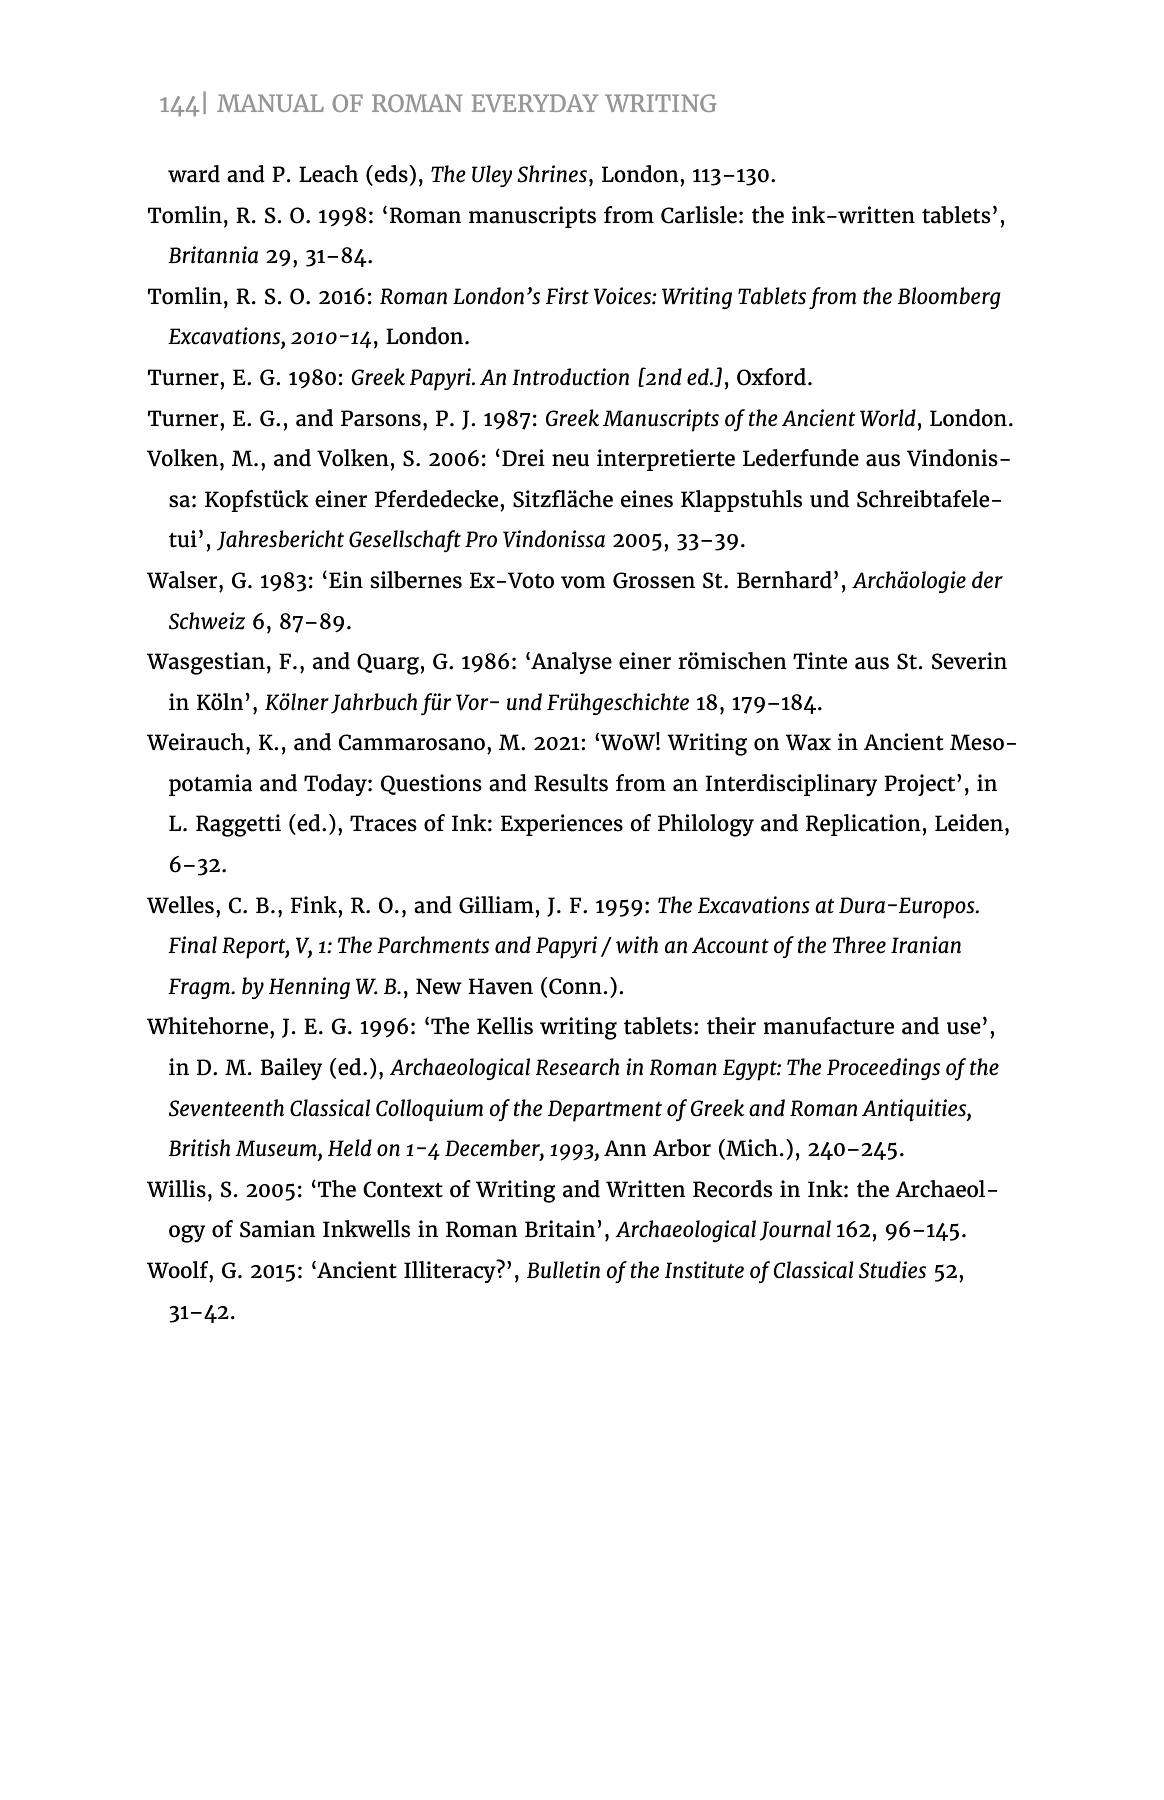 144| MANUAL OF ROMAN EVERYDAY WRITING
ward and P. Leach (eds), The Uley Shrines, London, 113–130.
Tomlin, R. S. O. 1998: ‘Roman manuscripts from Carlisle: the ink-written tablets’,
Britannia 29, 31–84.
Tomlin, R. S. O. 2016: Roman London’s First Voices: Writing Tablets from the Bloomberg
Excavations, 2010-14, London.
Turner, E. G. 1980: Greek Papyri. An Introduction [2nd ed.], Oxford.
Turner, E. G., and Parsons, P. J. 1987: Greek Manuscripts of the Ancient World, London.
Volken, M., and Volken, S. 2006: ‘Drei neu interpretierte Lederfunde aus Vindonis-
sa: Kopfstück einer Pferdedecke, Sitzfläche eines Klappstuhls und Schreibtafele-
tui’, Jahresbericht Gesellschaft Pro Vindonissa 2005, 33–39.
Walser, G. 1983: ‘Ein silbernes Ex-Voto vom Grossen St. Bernhard’, Archäologie der
Schweiz 6, 87–89.
Wasgestian, F., and Quarg, G. 1986: ‘Analyse einer römischen Tinte aus St. Severin
in Köln’, Kölner Jahrbuch für Vor- und Frühgeschichte 18, 179–184.
Weirauch, K., and Cammarosano, M. 2021: ‘WoW! Writing on Wax in Ancient Meso-
potamia and Today: Questions and Results from an Interdisciplinary Project’, in
L. Raggetti (ed.), Traces of Ink: Experiences of Philology and Replication, Leiden,
6–32.
Welles, C. B., Fink, R. O., and Gilliam, J. F. 1959: The Excavations at Dura-Europos.
Final Report, V, 1: The Parchments and Papyri / with an Account of the Three Iranian
Fragm. by Henning W. B., New Haven (Conn.).
Whitehorne, J. E. G. 1996: ‘The Kellis writing tablets: their manufacture and use’,
in D. M. Bailey (ed.), Archaeological Research in Roman Egypt: The Proceedings of the
Seventeenth Classical Colloquium of the Department of Greek and Roman Antiquities,
British Museum, Held on 1-4 December, 1993, Ann Arbor (Mich.), 240–245.
Willis, S. 2005: ‘The Context of Writing and Written Records in Ink: the Archaeol-
ogy of Samian Inkwells in Roman Britain’, Archaeological Journal 162, 96–145.
Woolf, G. 2015: ‘Ancient Illiteracy?’, Bulletin of the Institute of Classical Studies 52,
31–42.